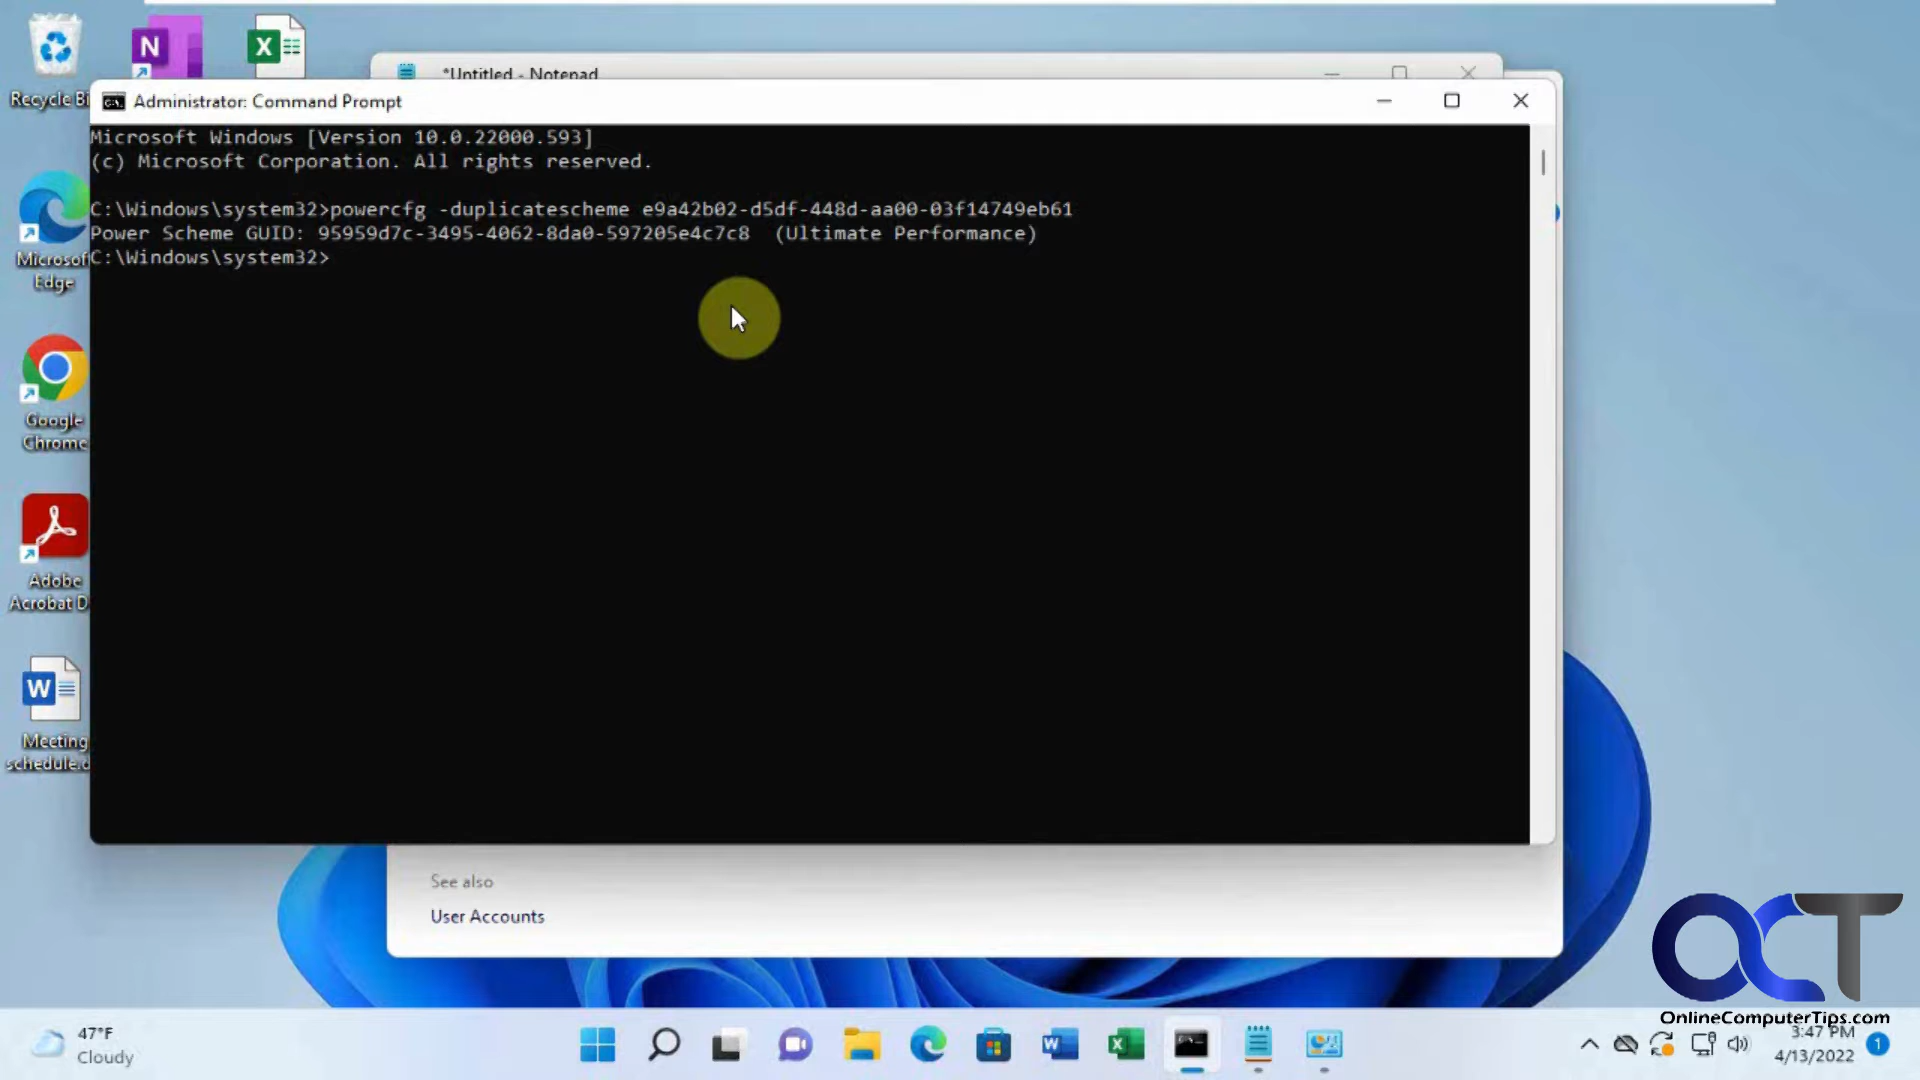 *Untitled - Notepad
Recycle Bi
Administrator: Command Prompt
Microsoft Windows [Version 10.0.22000.593]
(c) Microsoft Corporation. All rights reserved.
C:\Windows\system32>powercfg -duplicatescheme e9a42b02-d5df-448d-aa00-03f14749eb61
Power Scheme GUID: 95959d7c-3495-4062-8da0-597205e4c7c8  (Ultimate Performance)
C:\Windows\system32>
Microsoft
Edge
Google
Chrome
Adobe
Acrobat D
Meeting
schedule.d
See also
User Accounts
OCT
OnlineComputerTips.com
47°F
Cloudy
3:47 PM
4/13/2022
1